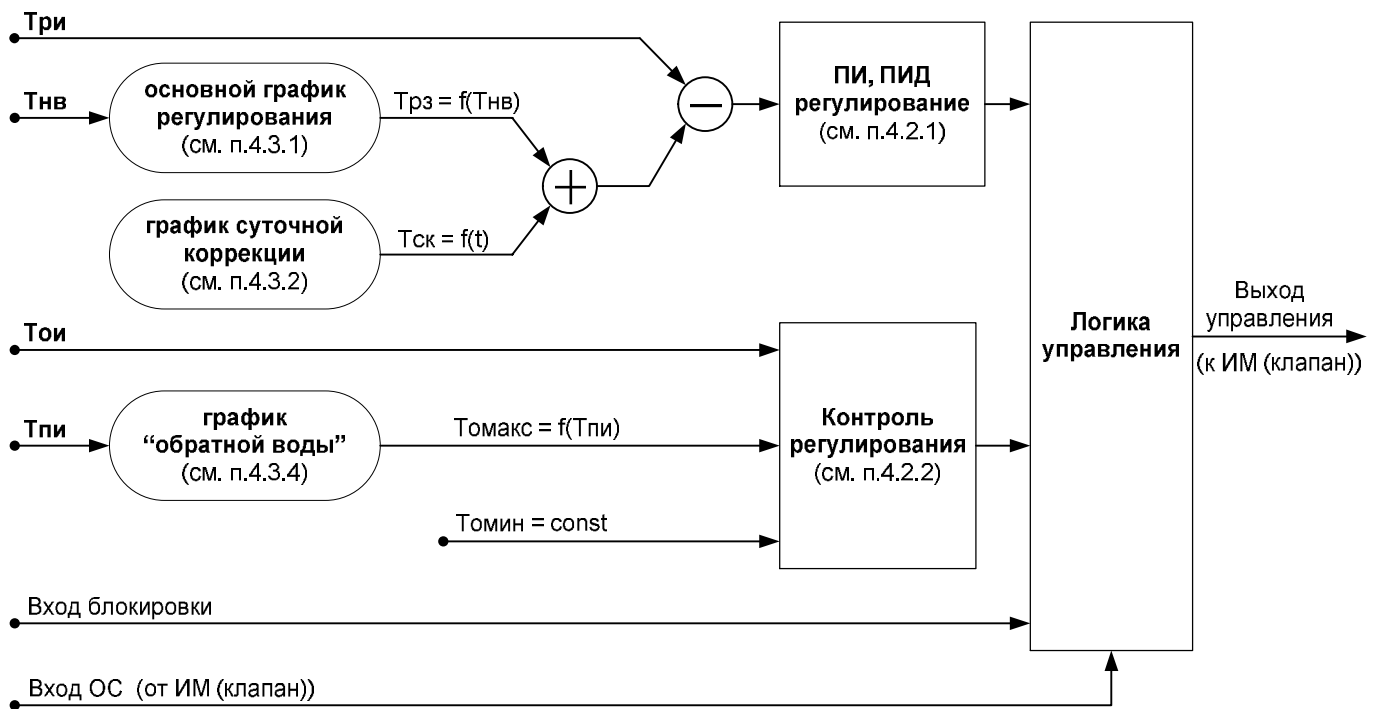 Три
Тнв
основной график
регулирования
(см. п.4.3.1)
Трз = f(Тнв)
ПИ, ПИД
регулирование
(см. п.4.2.1)
график суточной
коррекции
(см. п.4.3.2)
Тск = f(t)
Тои
Тпи
график
“обратной воды”
(см. п.4.3.4)
Томакс = f(Тпи)
Томин = const
Контроль
регулирования
(см. п.4.2.2)
Логика
управления
Выход
управления
(к ИМ (клапан))
Вход блокировки
Вход ОС (от ИМ (клапан))